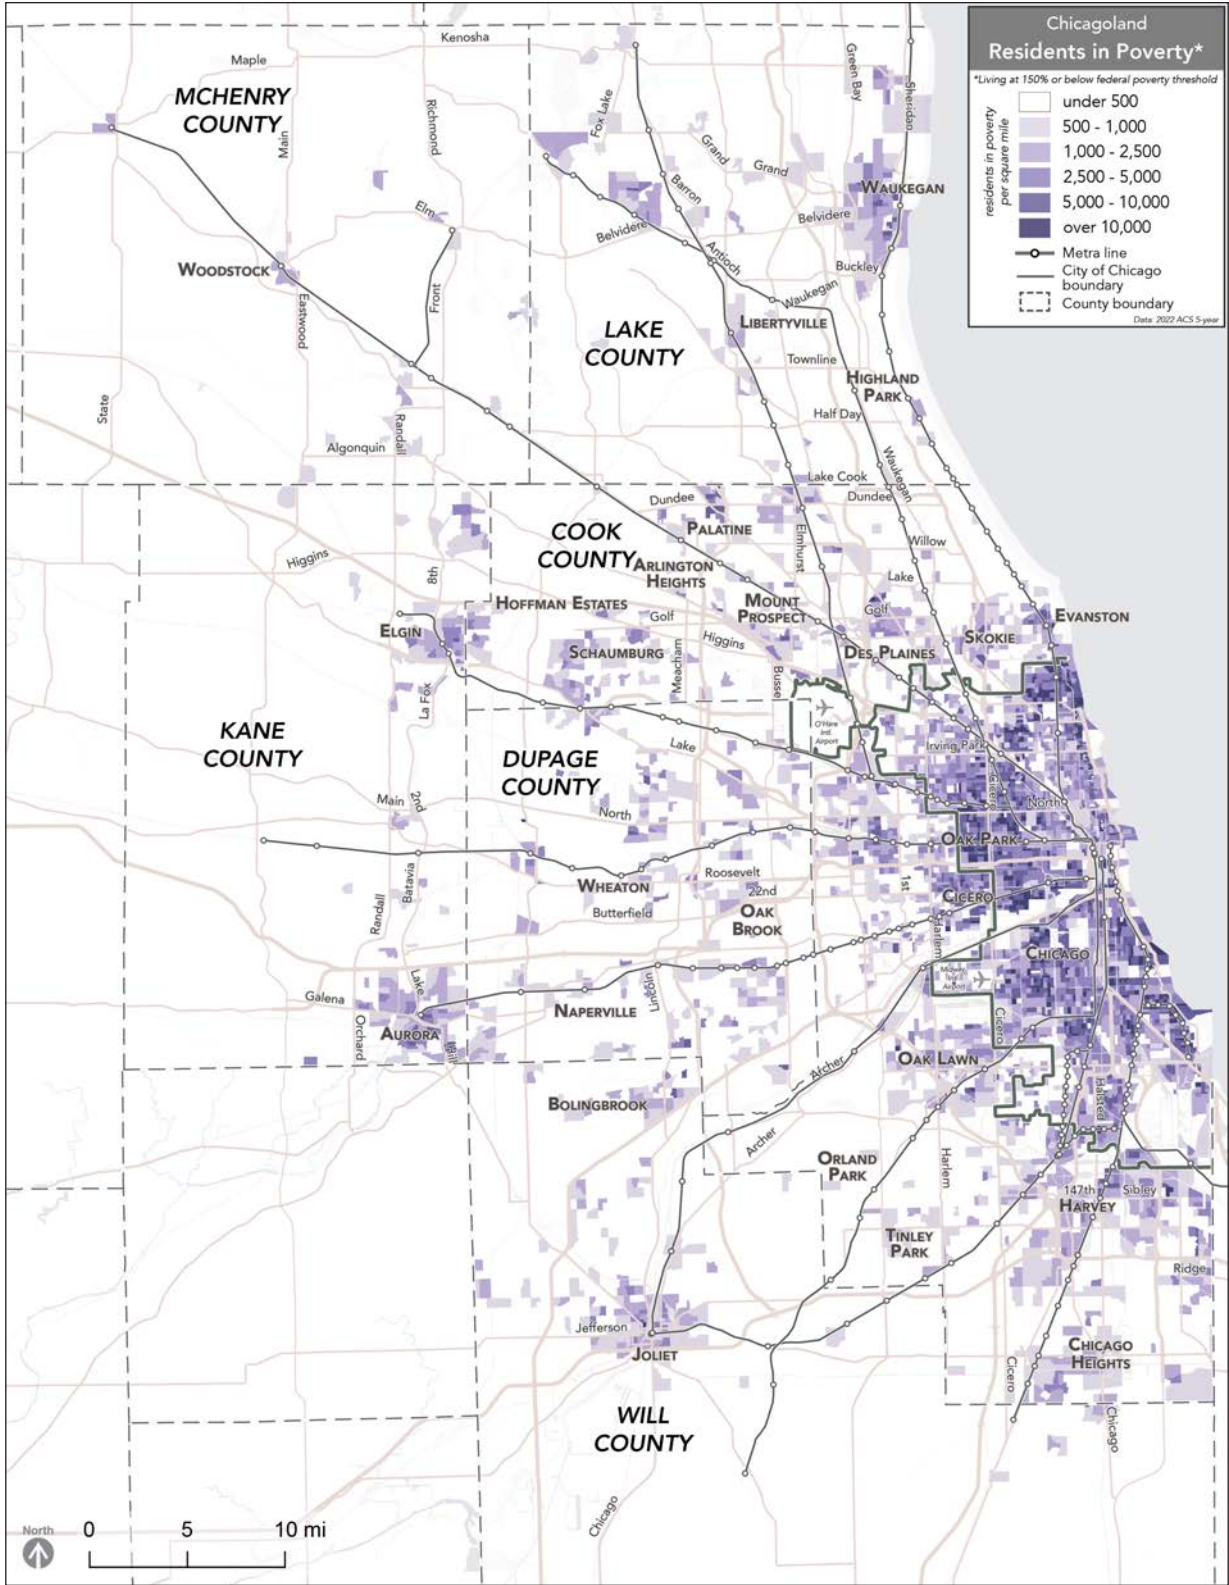 Chicagoland
Residents in Poverty*
*Living at 150% or below federal poverty threshold
residents in poverty
per square mile
under 500
500 - 1,000
1,000 - 2,500
2,500 - 5,000
5,000 - 10,000
over 10,000
Metra line
City of Chicago
boundary
County boundary
Data: 2022 ACS 5-year
Kenosha
Maple
MCHENRY
COUNTY
Main
Richmond
Fox Lake
Green Bay
Sheridan
Grand
Grand
Barron
WAUKEGAN
Elm
Belvidere
Belvidere
Antioch
Buckley
WOODSTOCK
Eastwood
Front
Waukegan
LIBERTYVILLE
LAKE
COUNTY
Townline
HIGHLAND
PARK
State
Half Day
Randall
Algonquin
Waukegan
Lake Cook
Dundee
Dundee
PALATINE
Elmhurst
COOK
COUNTY
Willow
Higgins
8th
ARLINGTON
HEIGHTS
Lake
HOFFMAN ESTATES
MOUNT
PROSPECT
Golf
Golf
EVANSTON
ELGIN
SKOKIE
Higgins
SCHAUMBURG
DES PLAINES
Meacham
Busse
La Fox
KANE
COUNTY
O'Hare
Intl.
Airport
Lake
Irving Park
DUPAGE
COUNTY
Cicero
Main
2nd
North
North
OAK PARK
Batavia
Roosevelt
WHEATON
22nd
1st
CICERO
Randall
Butterfield
OAK
BROOK
Harlem
CHICAGO
Midway
Int'l
Airport
Lake
Galena
Lincoln
NAPERVILLE
Orchard
AURORA
Hill
Cicero
OAK LAWN
Archer
BOLINGBROOK
Halsted
Archer
ORLAND
PARK
Harlem
147th
Sibley
HARVEY
TINLEY
PARK
Ridge
Jefferson
JOLIET
CHICAGO
HEIGHTS
Cicero
Chicago
WILL
COUNTY
Chicago
North
0 5 10 mi